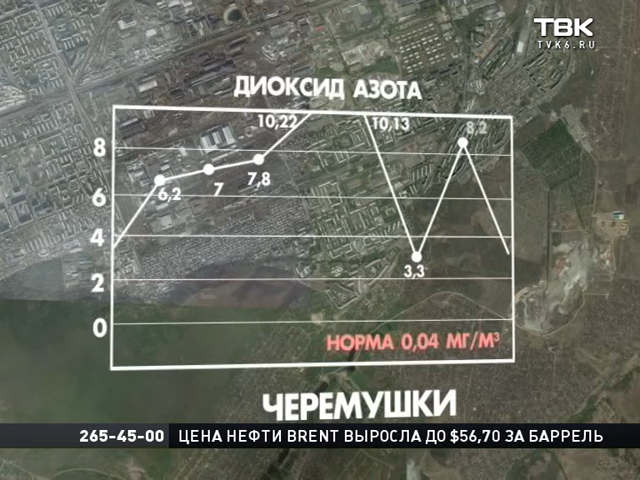 ТВК
TVK6.RU
ДИОКСИД АЗОТА
10,22
10,13
8,2
8
6,2
7
7,8
6
4
3,3
2
0
НОРМА 0,04 МГ/М³
ЧЕРЕМУШКИ
265-45-00 ЦЕНА НЕФТИ BRENT ВЫРОСЛА ДО $56,70 ЗА БАРРЕЛЬ